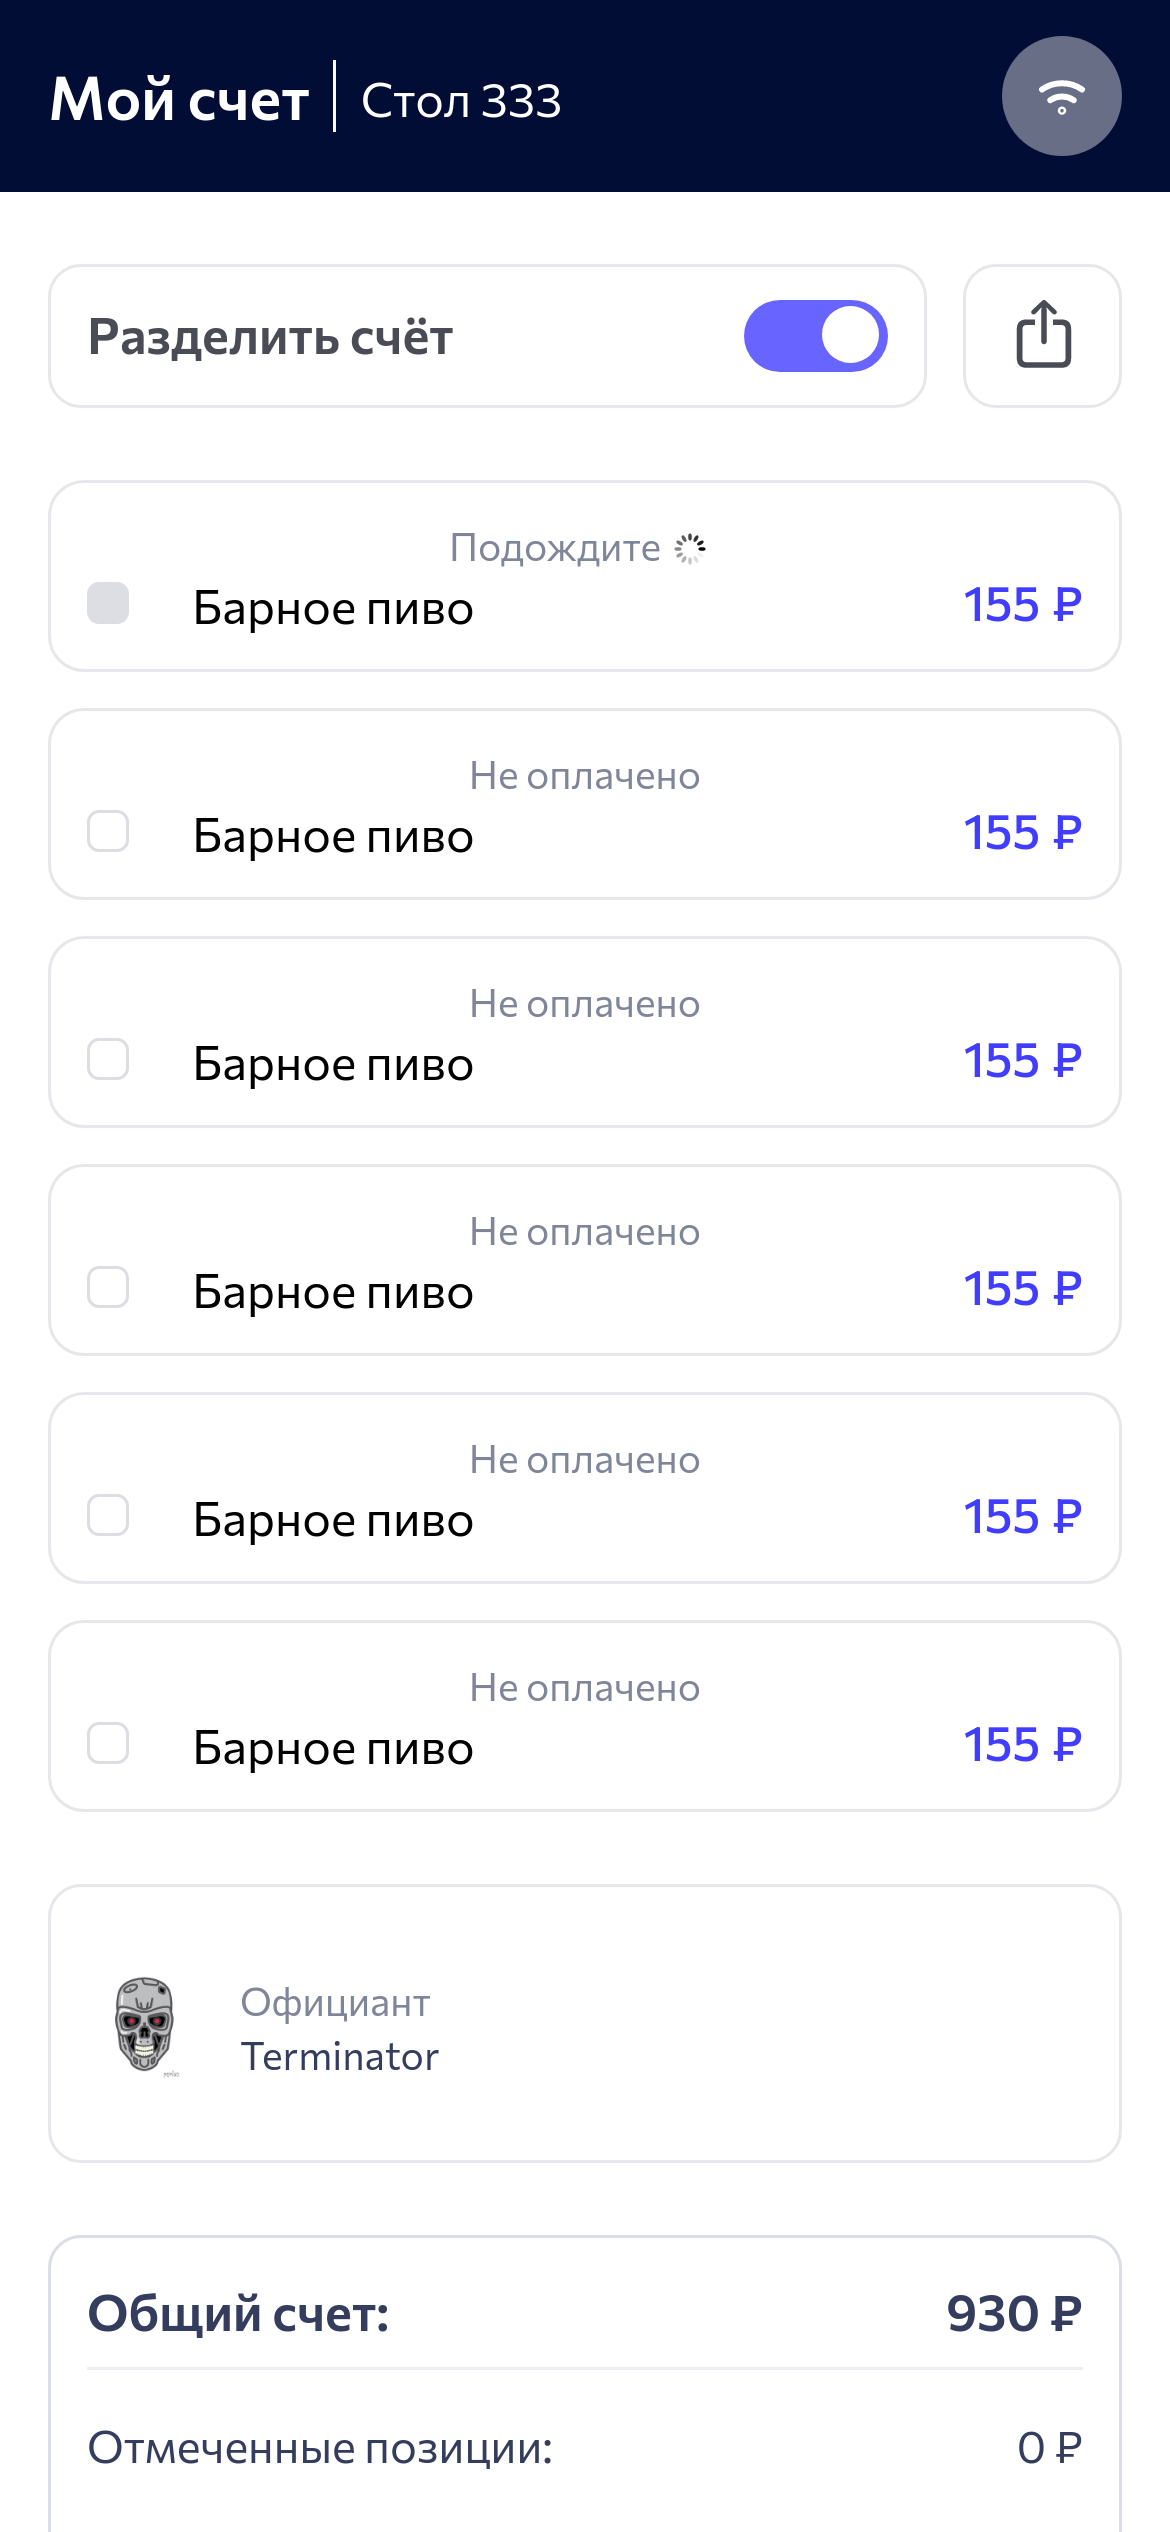 Мой счет
Стол 333
Разделить счёт
Подождите
Барное пиво 155 ₽
Не оплачено
Барное пиво 155 ₽
Не оплачено
Барное пиво 155 ₽
Не оплачено
Барное пиво 155 ₽
Не оплачено
Барное пиво 155 ₽
Не оплачено
Барное пиво 155 ₽
Официант
Terminator
Общий счет: 930 ₽
Отмеченные позиции: 0 ₽